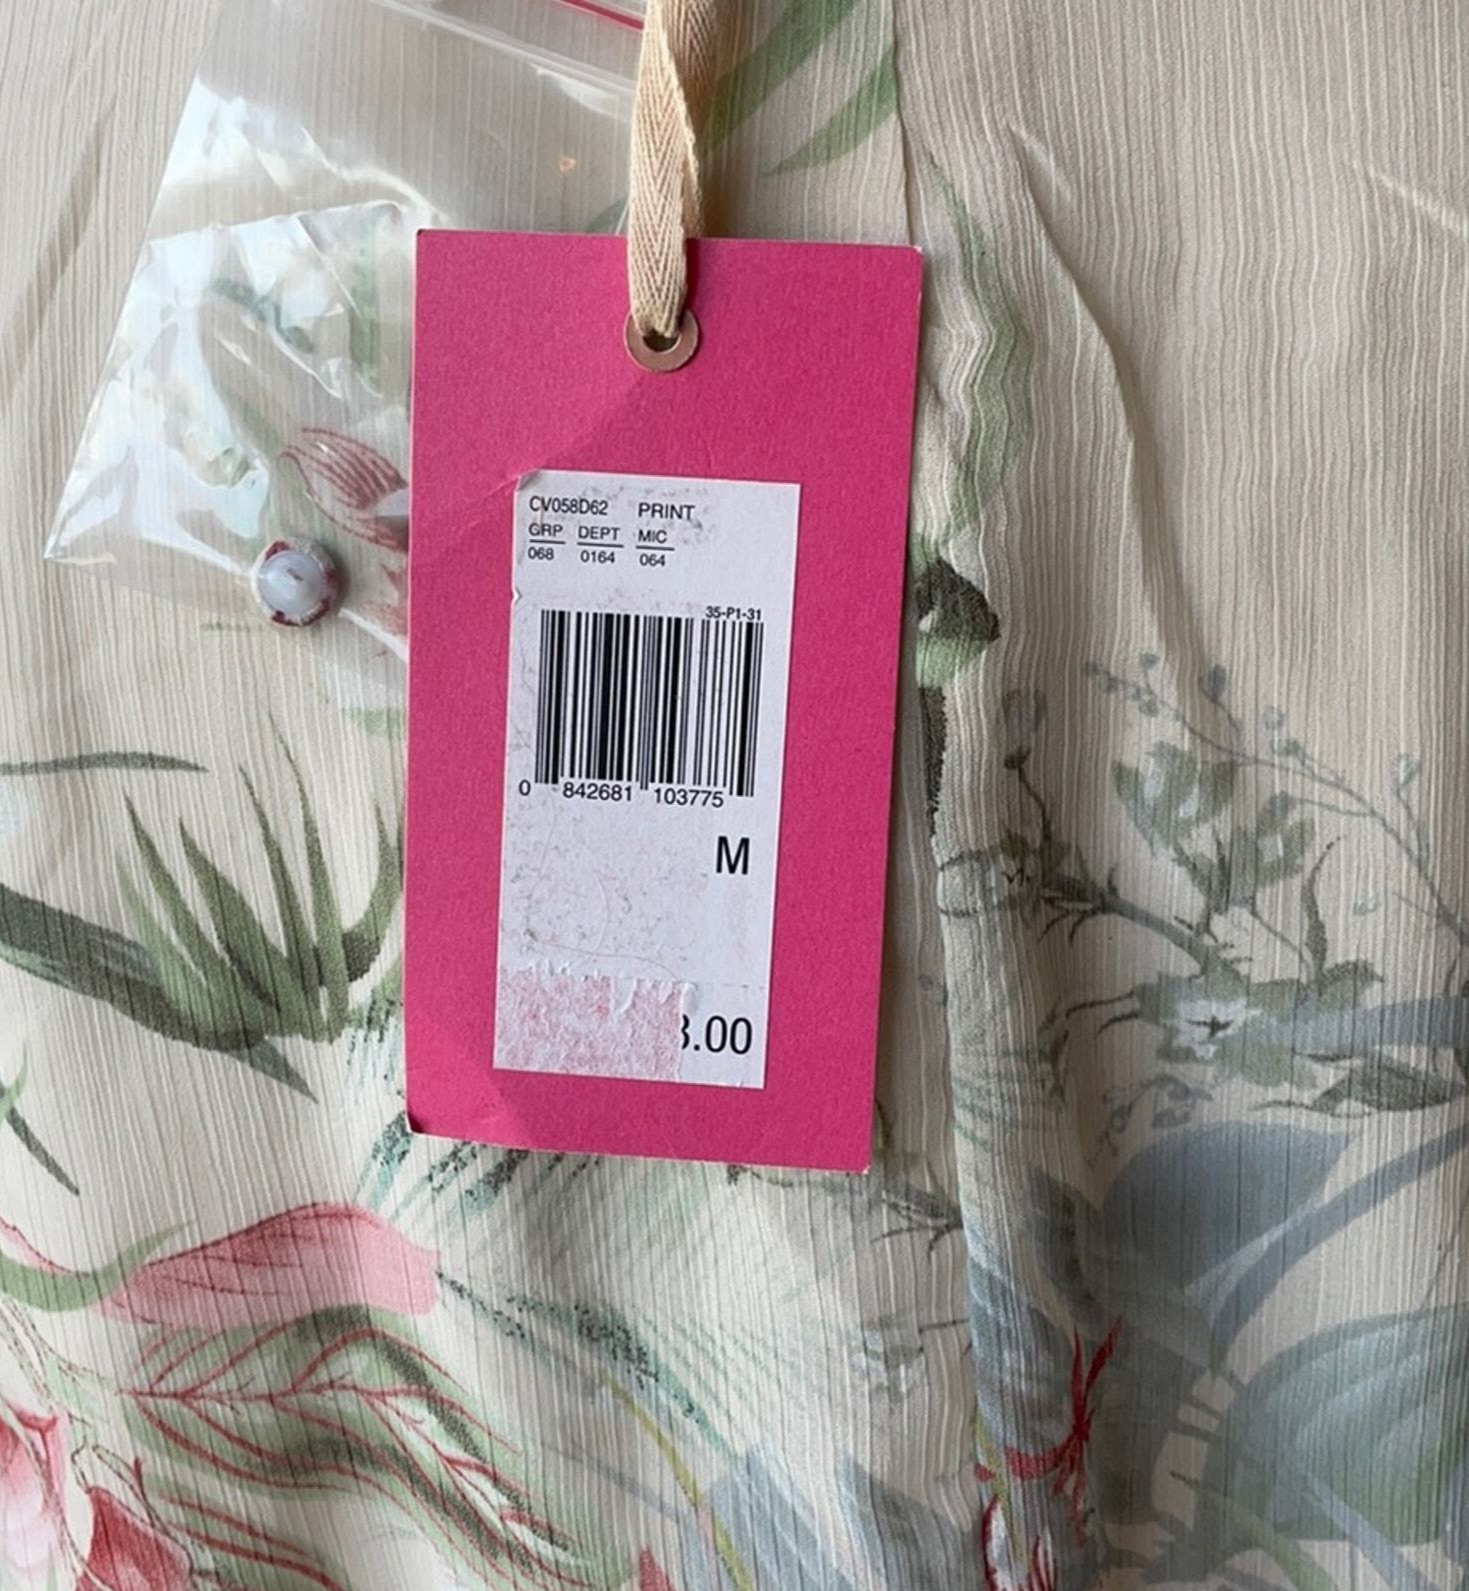 CV058D62 PRINT
GRP DEPT MIC
068 0164 064
35-P1-31
0 842681 103775
M
.00